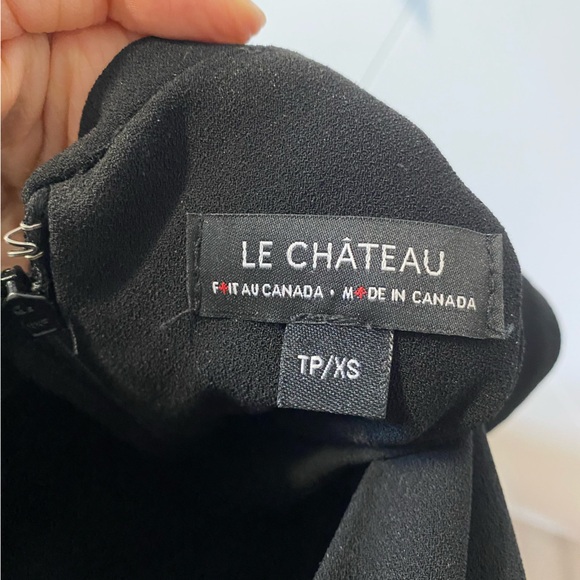 LE CHÂTEAU
FAIT AU CANADA • MADE IN CANADA
TP/XS